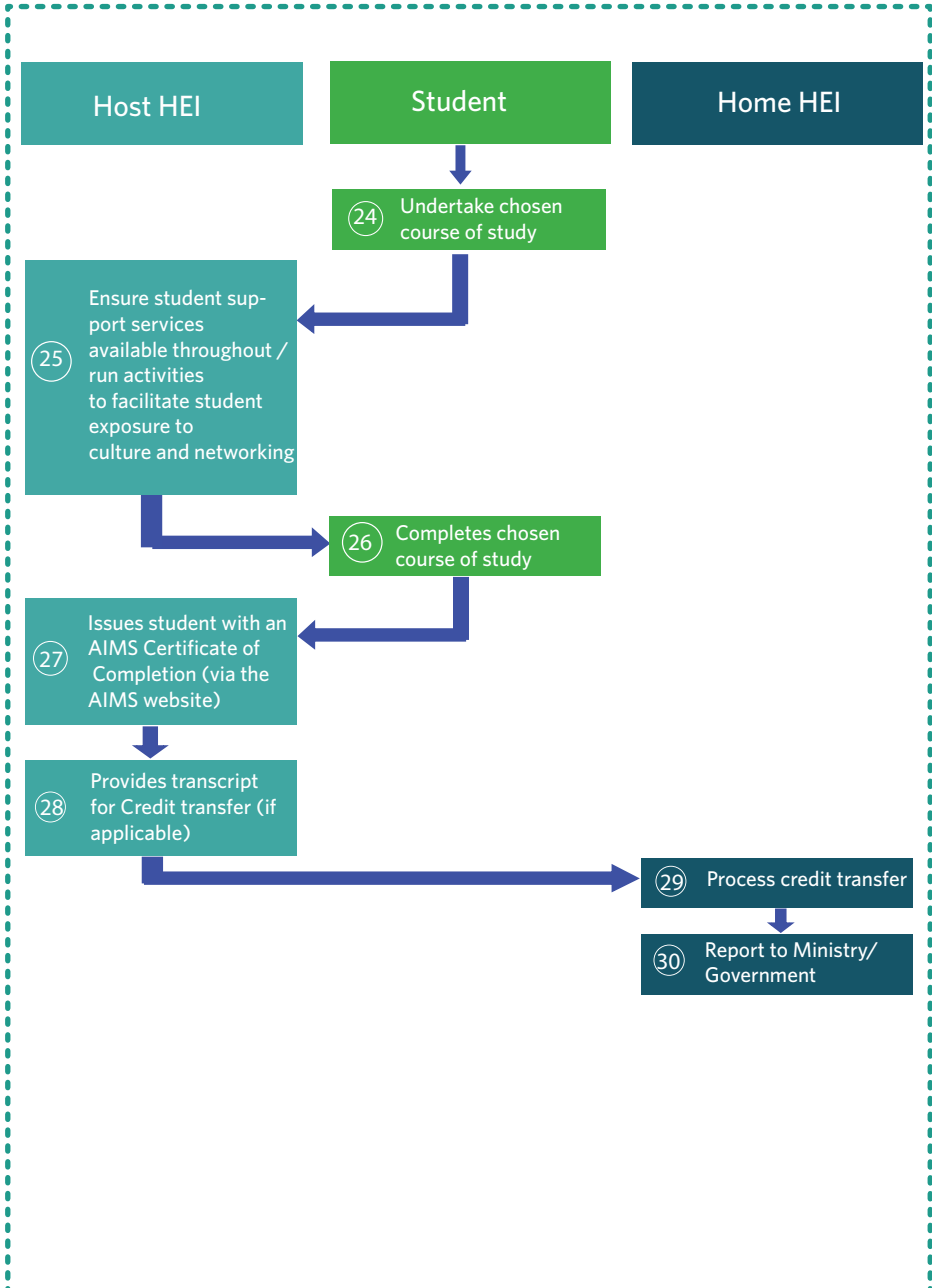 Host HEI
Student
Home HEI
24
Undertake chosen
course of study
25
Ensure student sup-
port services
available throughout /
run activities
to facilitate student
exposure to
culture and networking
26
Completes chosen
course of study
27
Issues student with an
AIMS Certificate of
Completion (via the
AIMS website)
28
Provides transcript
for Credit transfer (if
applicable)
29
Process credit transfer
30
Report to Ministry/
Government